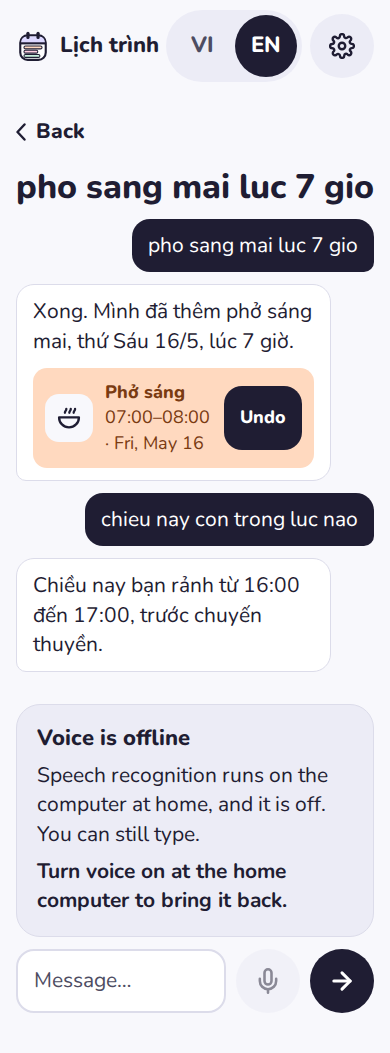 Lịch trình
VI
EN
Back
pho sang mai luc 7 gio
pho sang mai luc 7 gio
Xong. Mình đã thêm phở sáng
mai, thứ Sáu 16/5, lúc 7 giờ.
Phở sáng
07:00–08:00
· Fri, May 16
Undo
chieu nay con trong luc nao
Chiều nay bạn rảnh từ 16:00
đến 17:00, trước chuyến
thuyền.
Voice is offline
Speech recognition runs on the
computer at home, and it is off.
You can still type.
Turn voice on at the home
computer to bring it back.
Message...